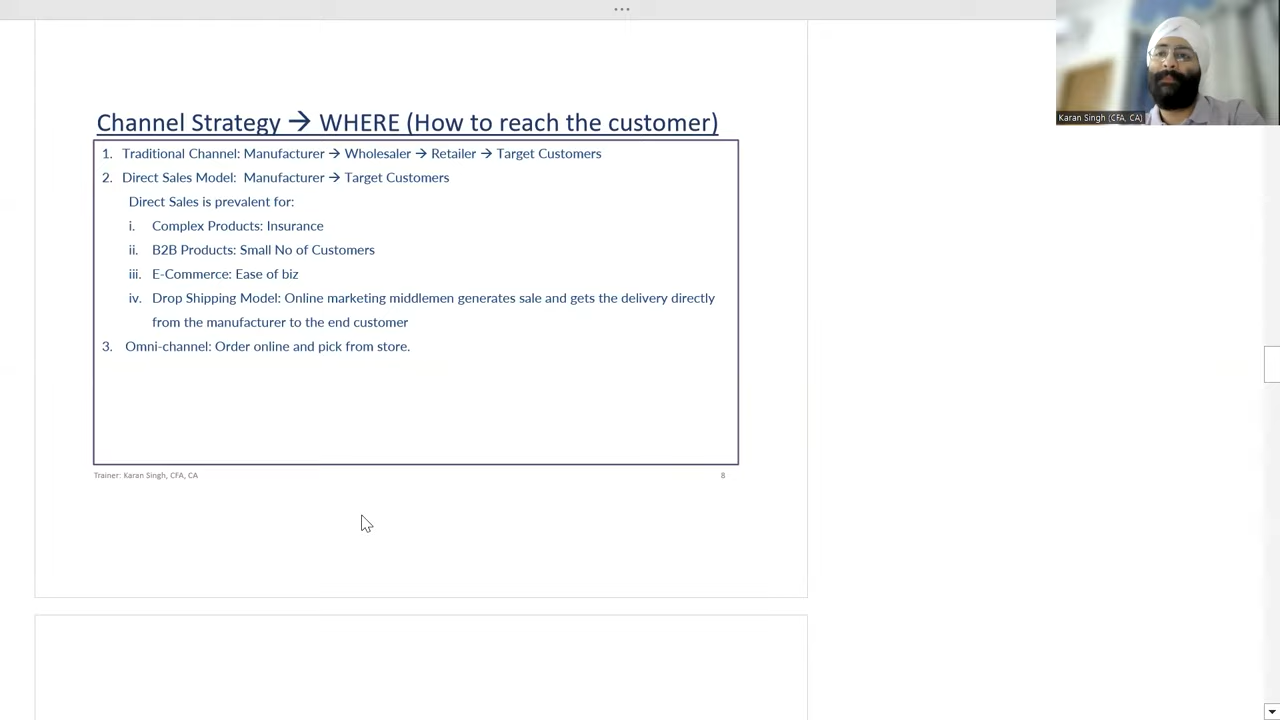 Channel Strategy → WHERE (How to reach the customer)
1. Traditional Channel: Manufacturer → Wholesaler → Retailer → Target Customers
2. Direct Sales Model: Manufacturer → Target Customers
Direct Sales is prevalent for:
i. Complex Products: Insurance
ii. B2B Products: Small No of Customers
iii. E-Commerce: Ease of biz
iv. Drop Shipping Model: Online marketing middlemen generates sale and gets the delivery directly
from the manufacturer to the end customer
3. Omni-channel: Order online and pick from store.
Trainer: Karan Singh, CFA, CA
8
Karan Singh (CFA, CA)